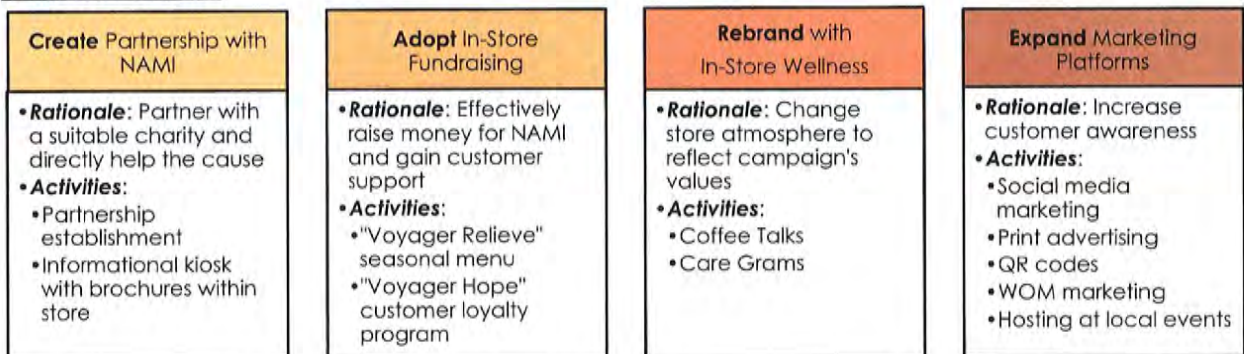 Create Partnership with
NAMI
•Rationale: Partner with
a suitable charity and
directly help the cause
•Activities:
•Partnership
establishment
•Informational kiosk
with brochures within
store
Adopt In-Store
Fundraising
•Rationale: Effectively
raise money for NAMI
and gain customer
support
•Activities:
•"Voyager Relieve"
seasonal menu
•"Voyager Hope"
customer loyalty
program
Rebrand with
In-Store Wellness
•Rationale: Change
store atmosphere to
reflect campaign's
values
•Activities:
•Coffee Talks
•Care Grams
Expand Marketing
Platforms
•Rationale: Increase
customer awareness
•Activities:
•Social media
marketing
•Print advertising
•QR codes
•WOM marketing
•Hosting at local events